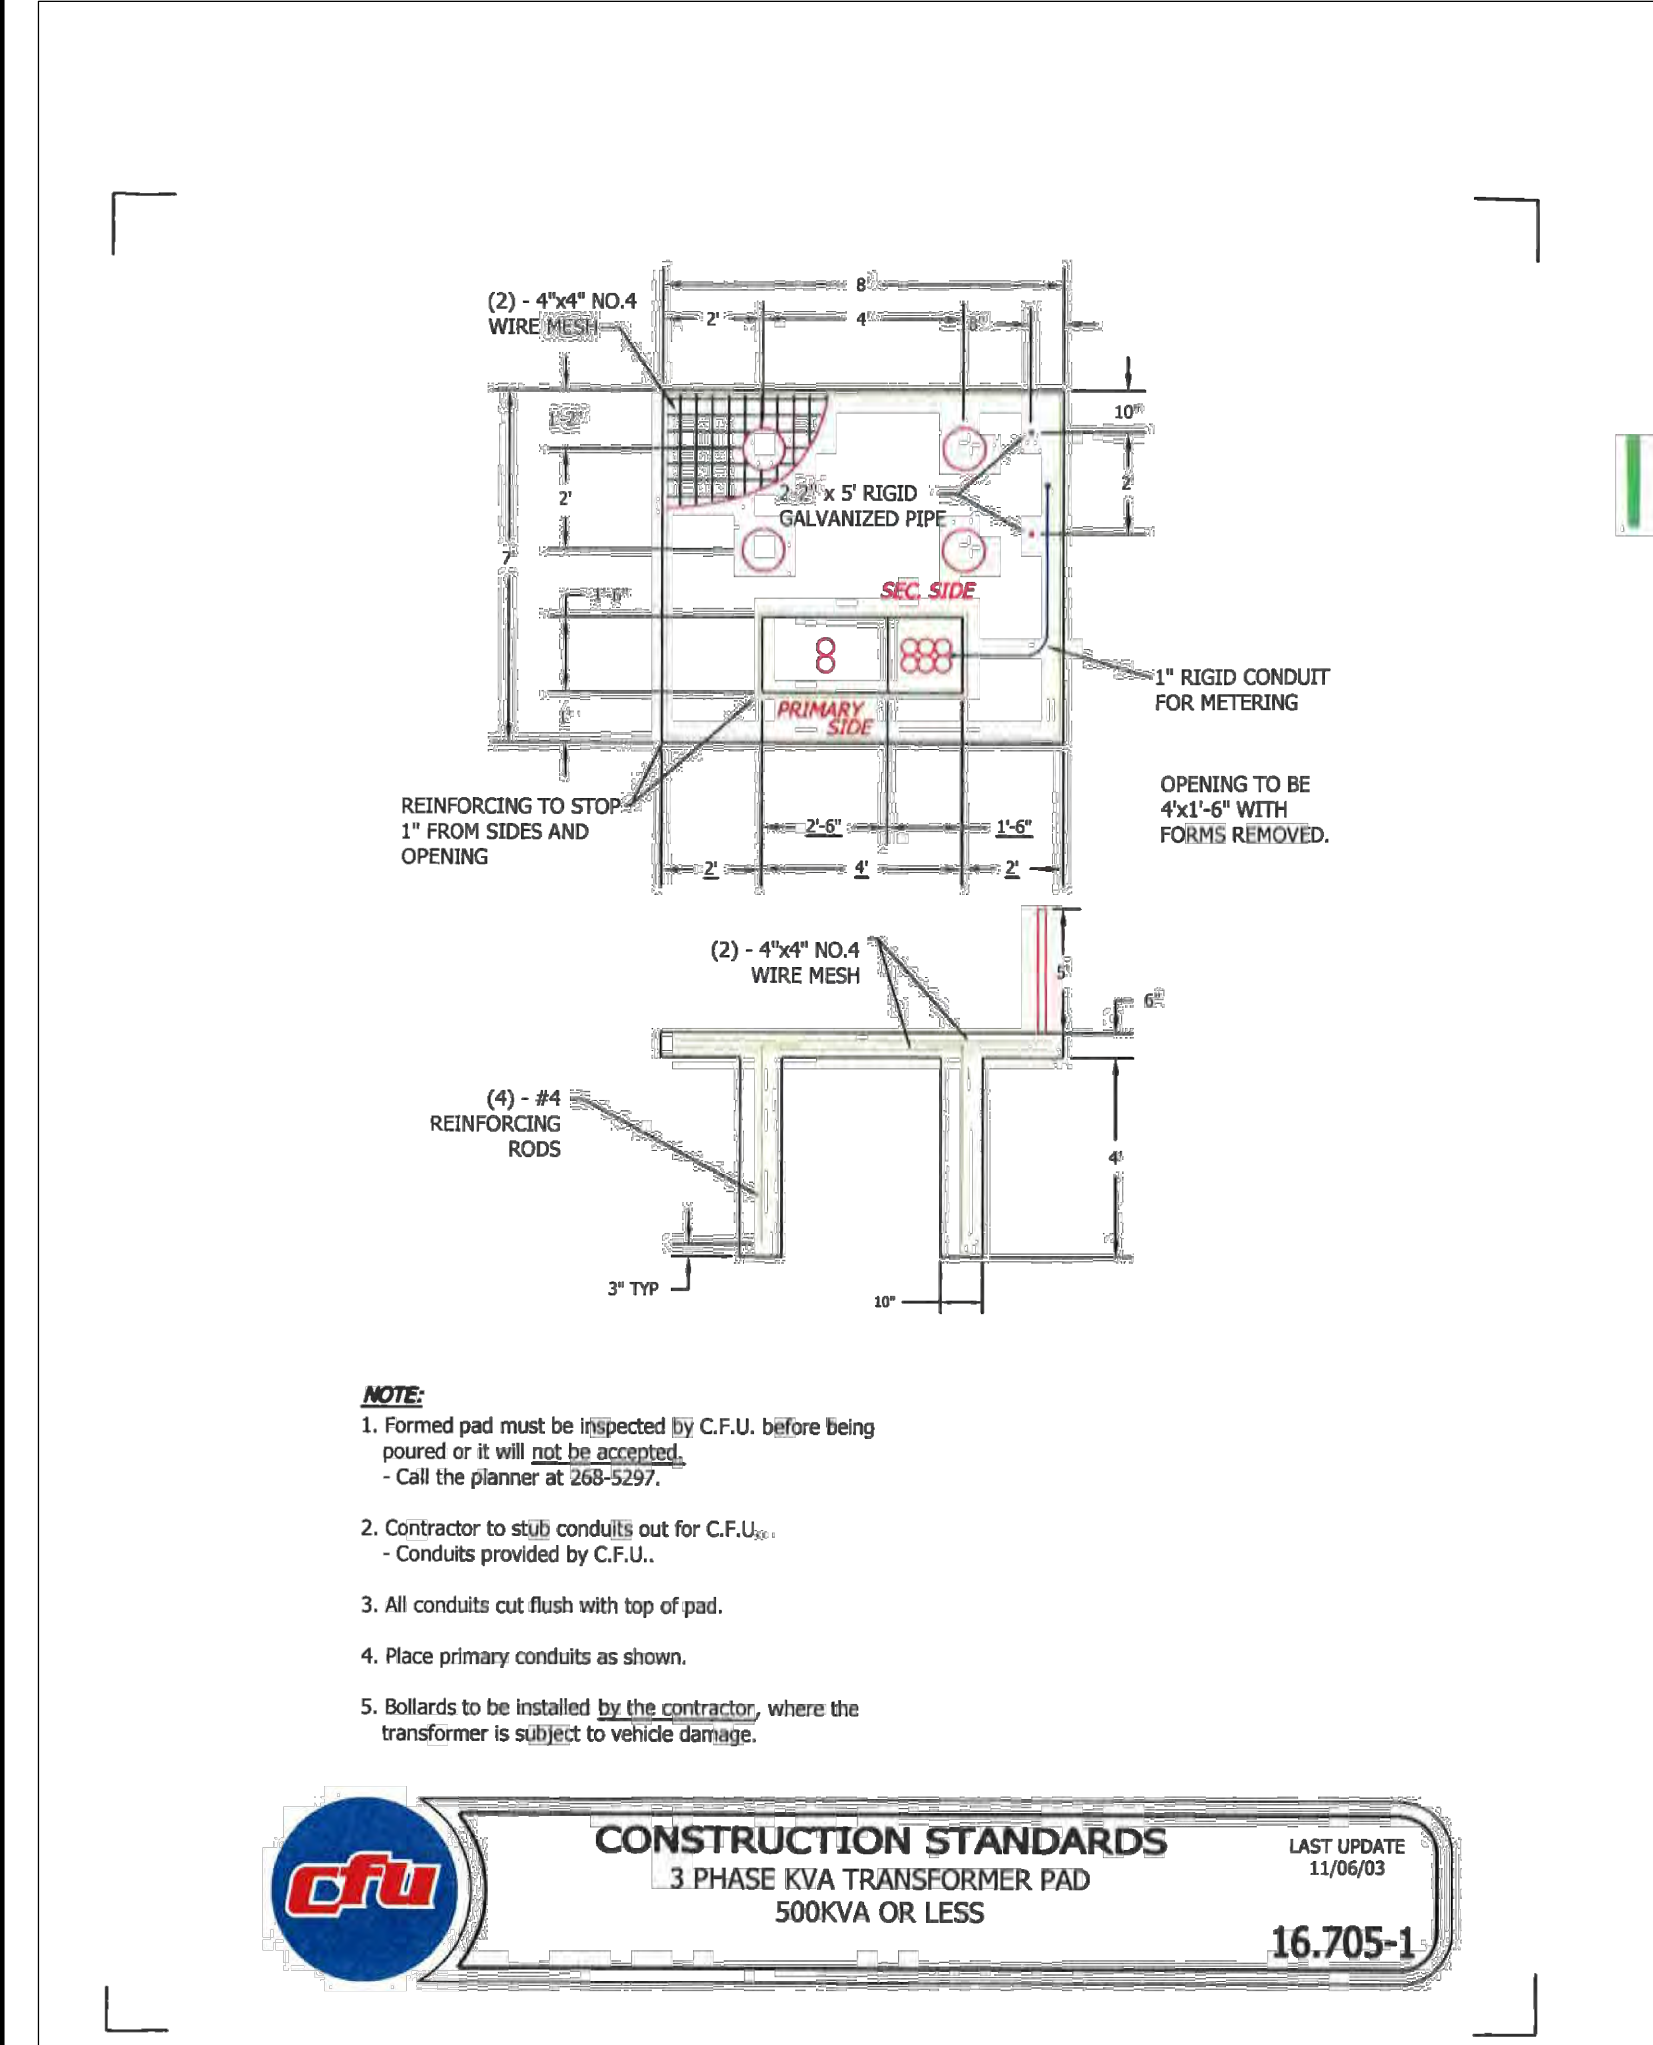 8'
(2) - 4"x4" NO.4
WIRE MESH
2'
4'
8"
10"
2'
2'
7'
2-2" x 5' RIGID
GALVANIZED PIPE
SEC. SIDE
1'-6"
1'
PRIMARY
SIDE
1" RIGID CONDUIT
FOR METERING
OPENING TO BE
4'x1'-6" WITH
FORMS REMOVED.
REINFORCING TO STOP
1" FROM SIDES AND
OPENING
2'-6"
1'-6"
2'
4'
2'
(2) - 4"x4" NO.4
WIRE MESH
5'
6"
(4) - #4
REINFORCING
RODS
4'
3" TYP
10"
NOTE:
1. Formed pad must be inspected by C.F.U. before being
poured or it will not be accepted.
- Call the planner at 268-5297.
2. Contractor to stub conduits out for C.F.U..
- Conduits provided by C.F.U..
3. All conduits cut flush with top of pad.
4. Place primary conduits as shown.
5. Bollards to be installed by the contractor, where the
transformer is subject to vehicle damage.
cfu
CONSTRUCTION STANDARDS
3 PHASE KVA TRANSFORMER PAD
500KVA OR LESS
LAST UPDATE
11/06/03
16.705-1